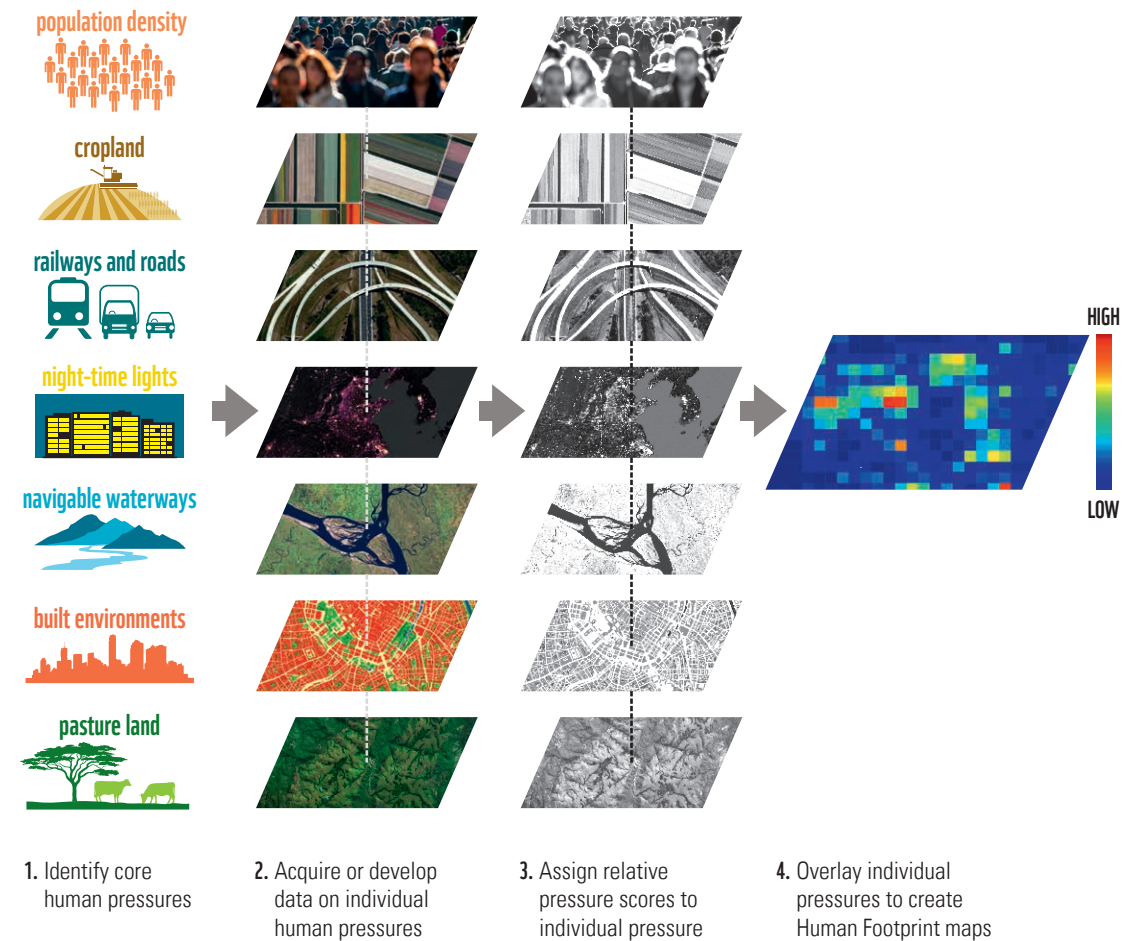 population density
cropland
railways and roads
night-time lights
navigable waterways
built environments
pasture land
HIGH
LOW
1. Identify core
human pressures
2. Acquire or develop
data on individual
human pressures
3. Assign relative
pressure scores to
individual pressure
4. Overlay individual
pressures to create
Human Footprint maps